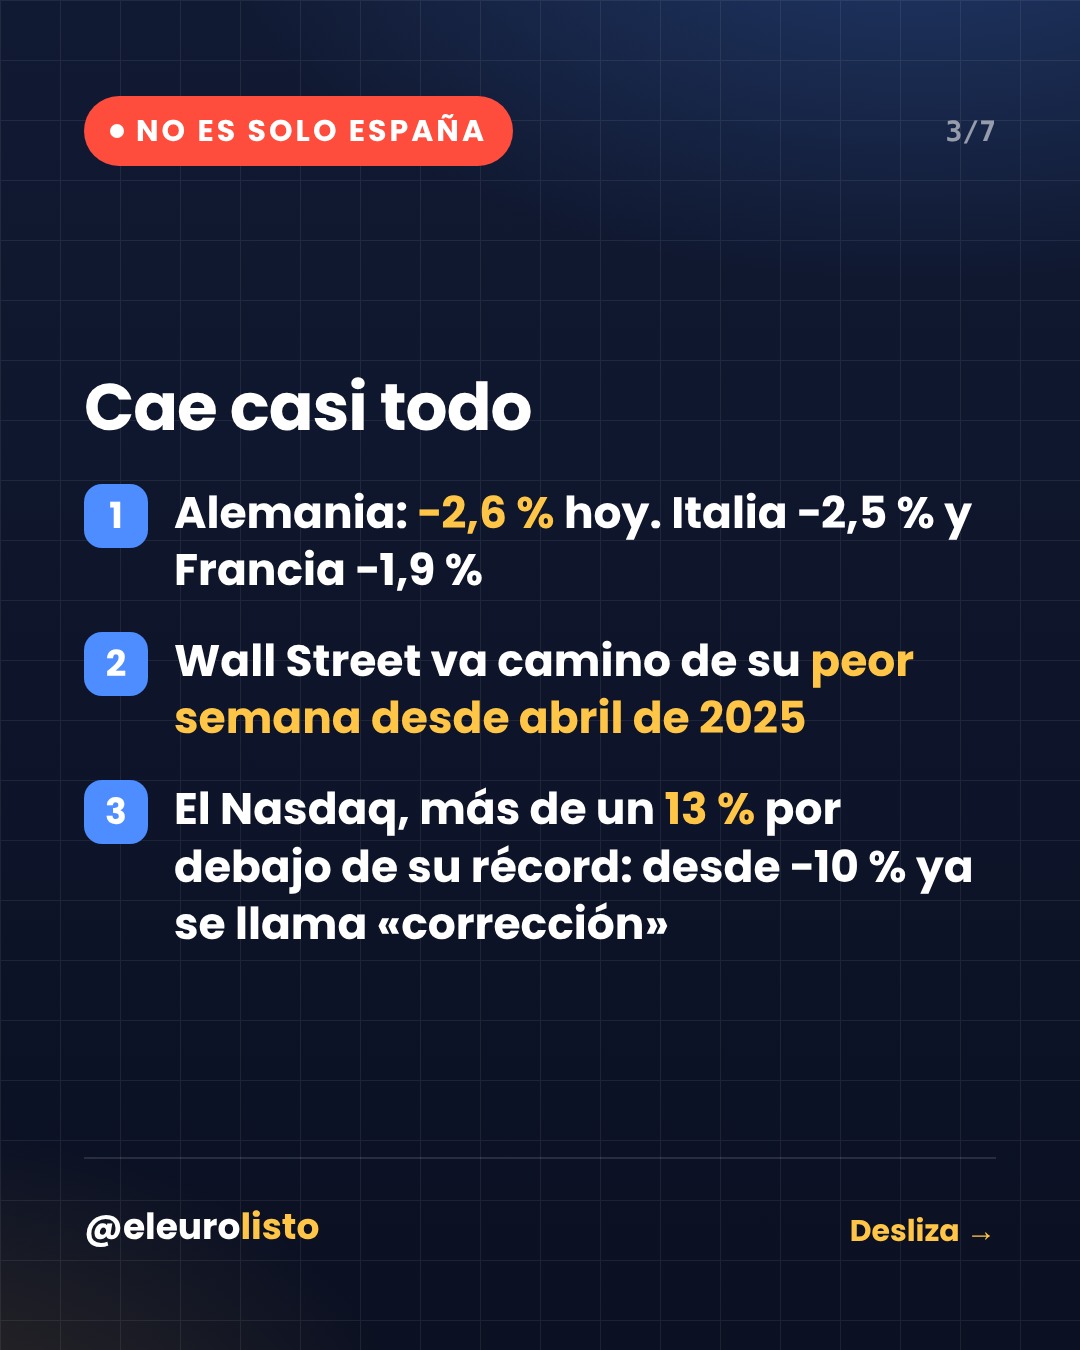 NO ES SOLO ESPAÑA
3/7
Cae casi todo
1
Alemania: −2,6 % hoy. Italia −2,5 % y
Francia −1,9 %
2
Wall Street va camino de su peor
semana desde abril de 2025
3
El Nasdaq, más de un 13 % por
debajo de su récord: desde −10 % ya
se llama «corrección»
@eleurolisto
Desliza →